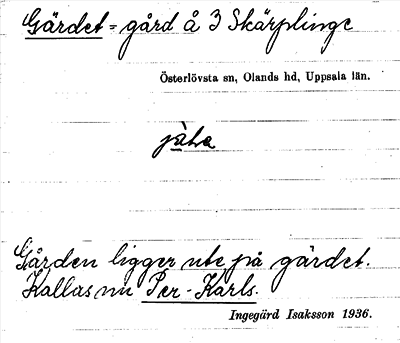 Gärdet = gård å 3 Skärplinge
Österlövsta sn, Olands hd, Uppsala län.
Gården ligger ute på gärdet.
Kallas nu Per-Karls.
Ingegärd Isaksson 1936.